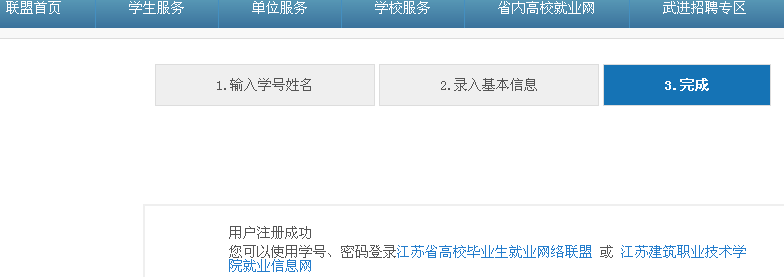 联盟首页 学生服务 单位服务 学校服务 省内高校就业网 武进招聘专区
1.输入学号姓名 2.录入基本信息 3.完成
用户注册成功
您可以使用学号、密码登录江苏省高校毕业生就业网络联盟 或 江苏建筑职业技术学
院就业信息网